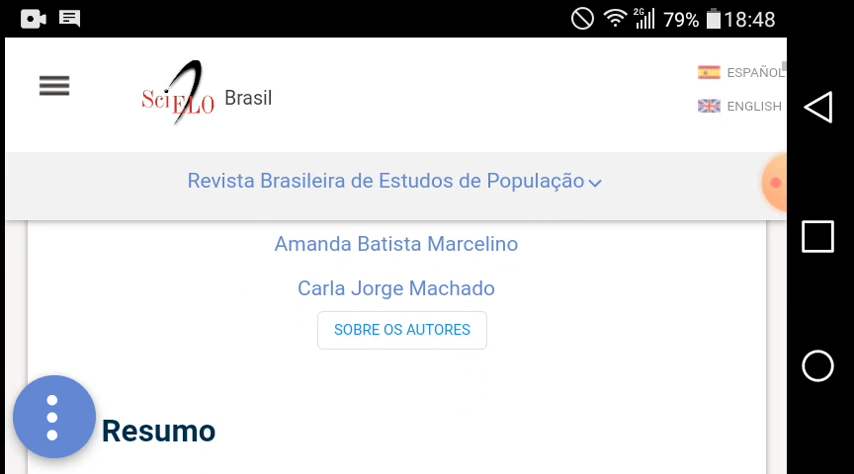 2G 79% 18:48
SciELO Brasil
ESPAÑOL
ENGLISH
Revista Brasileira de Estudos de População
Amanda Batista Marcelino
Carla Jorge Machado
SOBRE OS AUTORES
Resumo